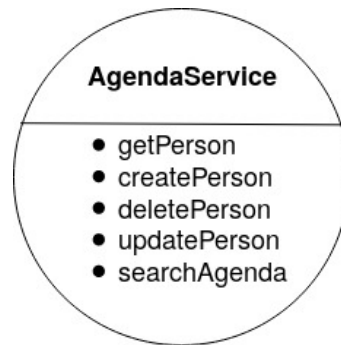 AgendaService
• getPerson
• createPerson
• deletePerson
• updatePerson
• searchAgenda